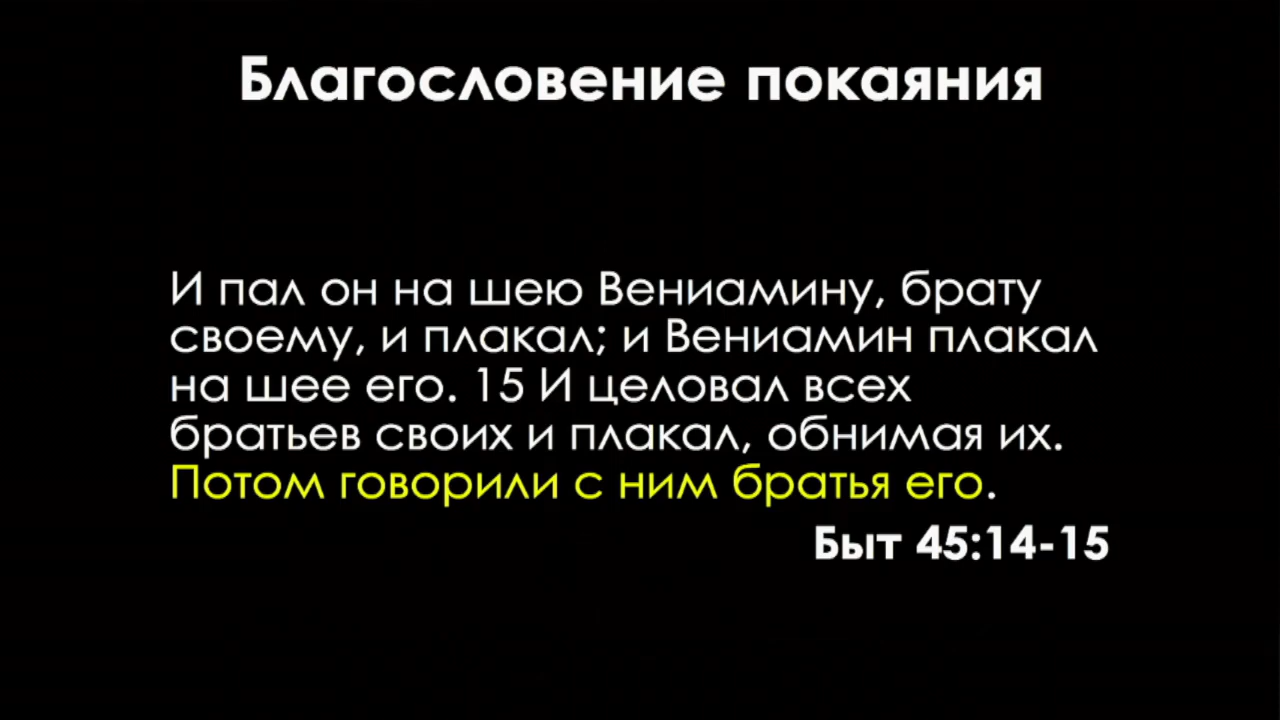 Благословение покаяния
И пал он на шею Вениамину, брату
своему, и плакал; и Вениамин плакал
на шее его. 15 И целовал всех
братьев своих и плакал, обнимая их.
Потом говорили с ним братья его.
Быт 45:14-15